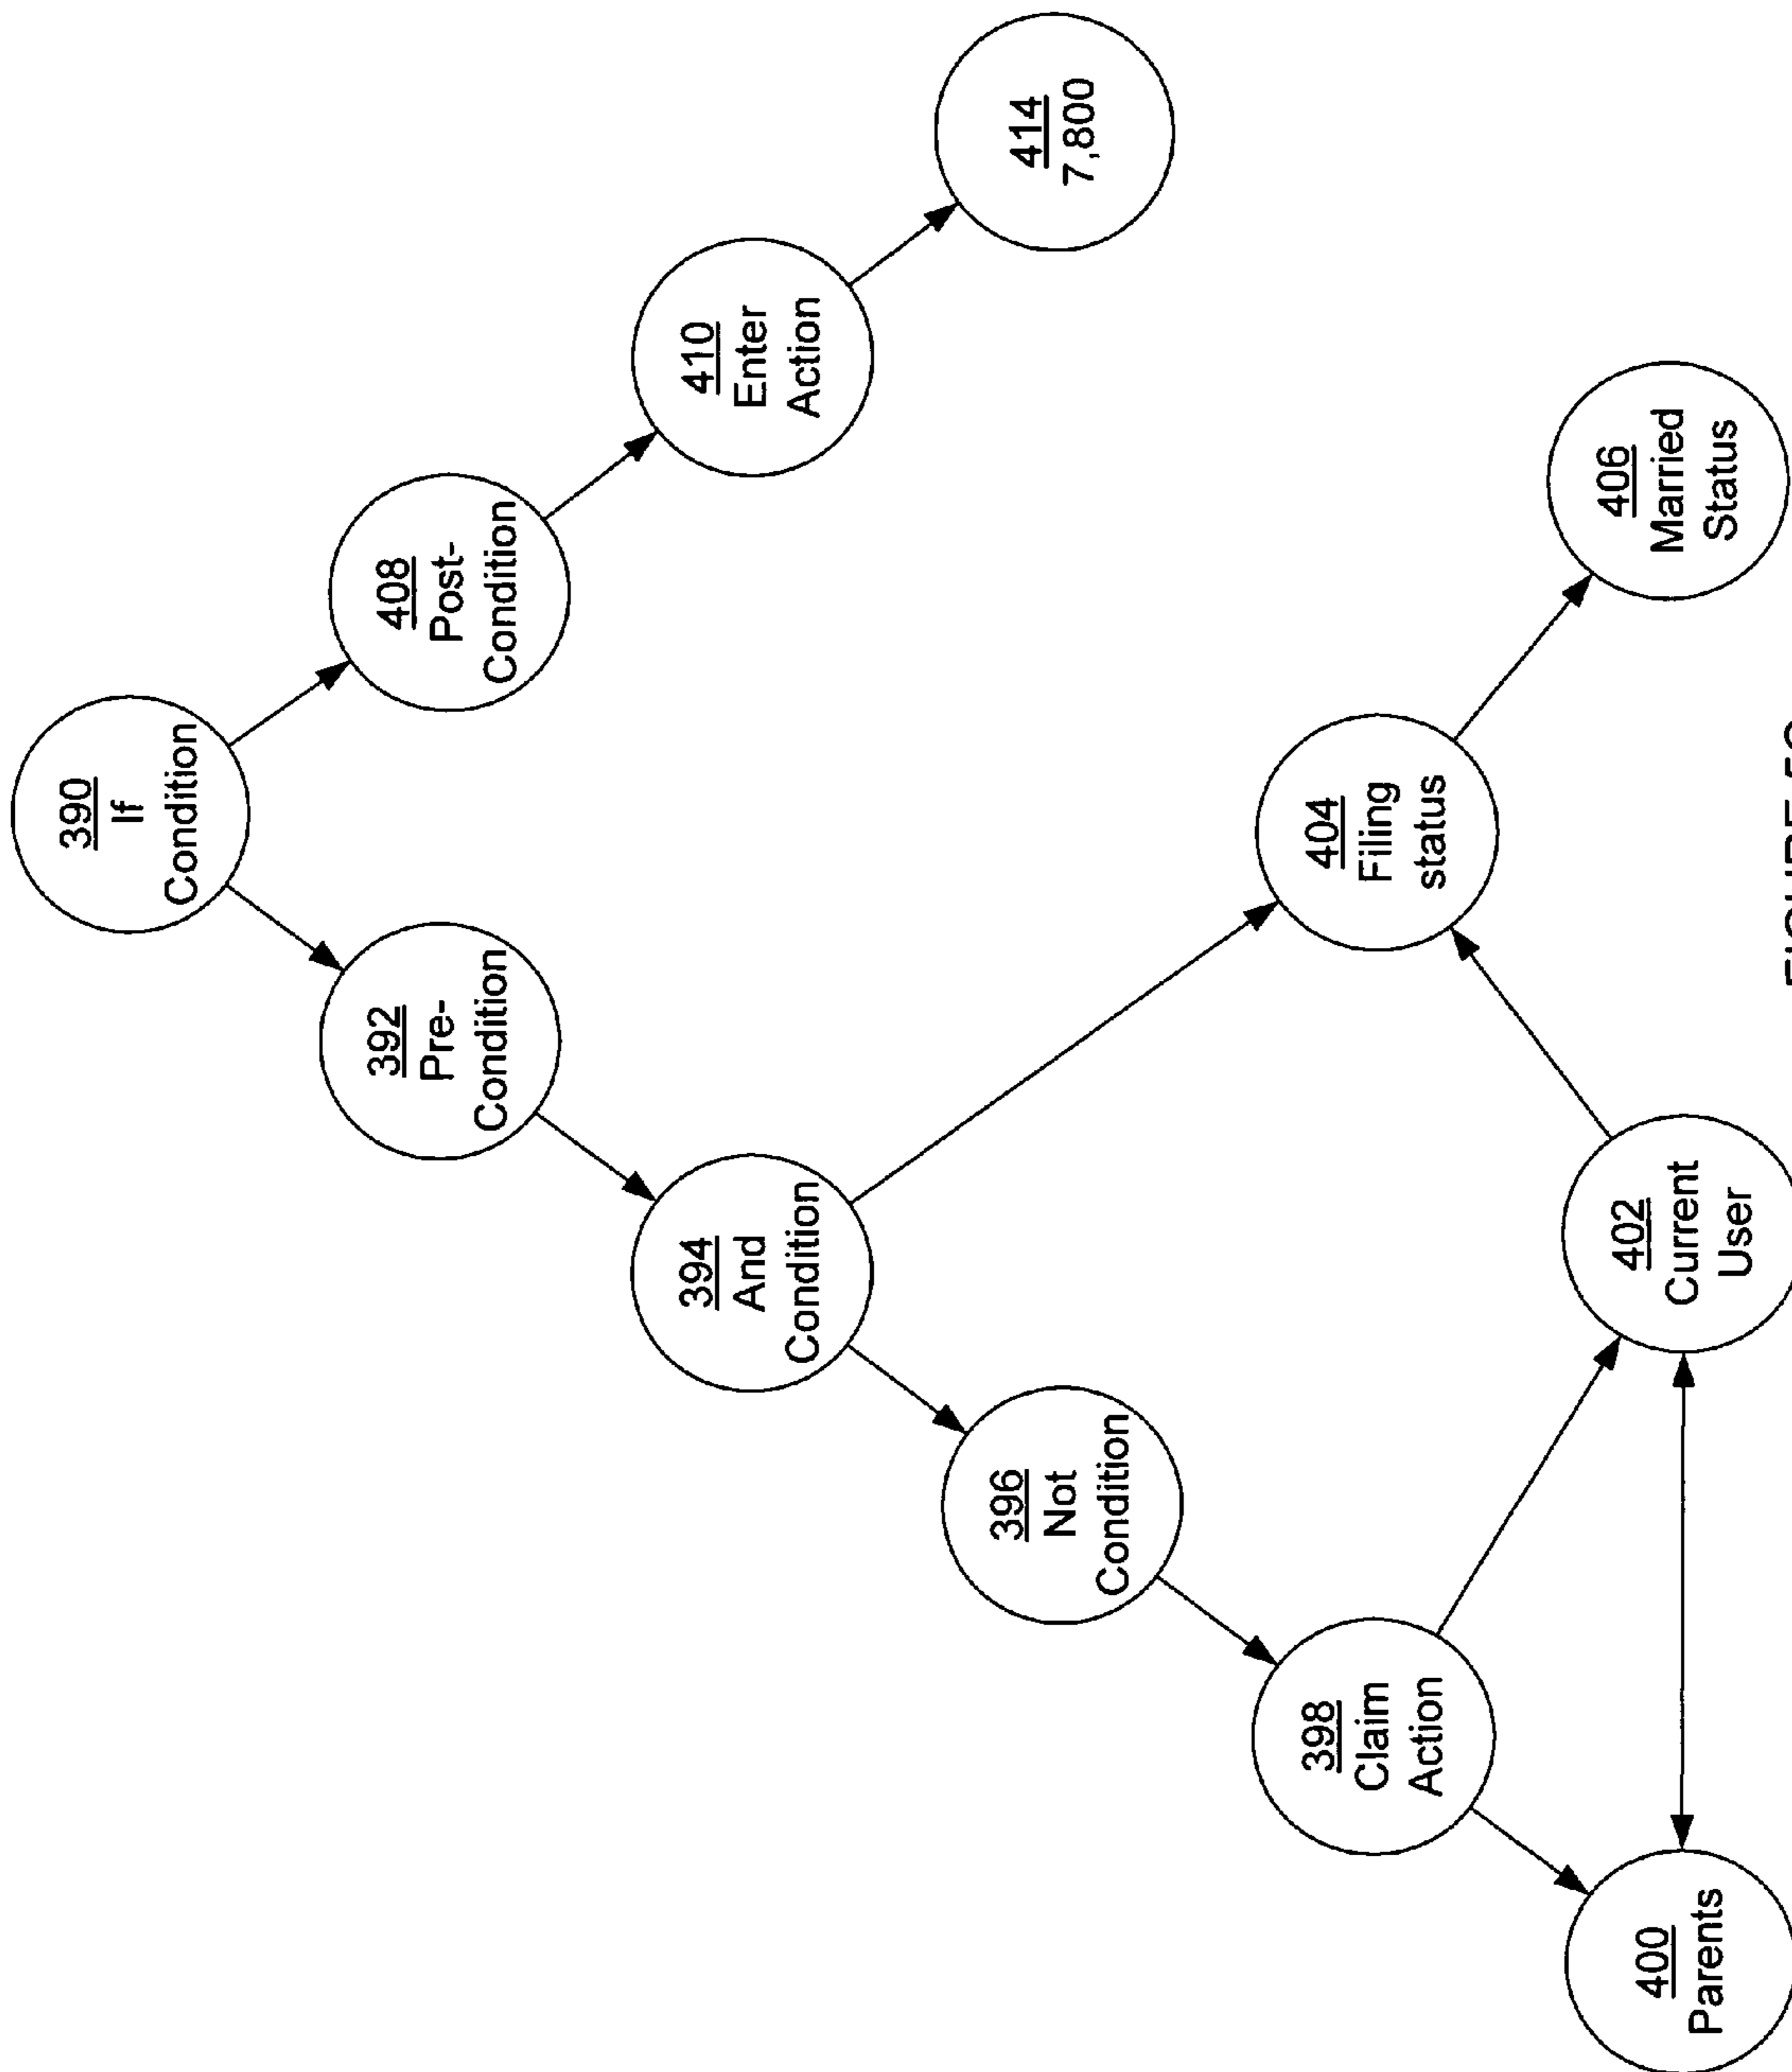 390
If
Condition
392
Pre-
Condition
408
Post-
Condition
394
And
Condition
410
Enter
Action
396
Not
Condition
414
7,800
398
Claim
Action
404
Filing
status
400
Parents
402
Current
User
406
Married
Status
FIGURE